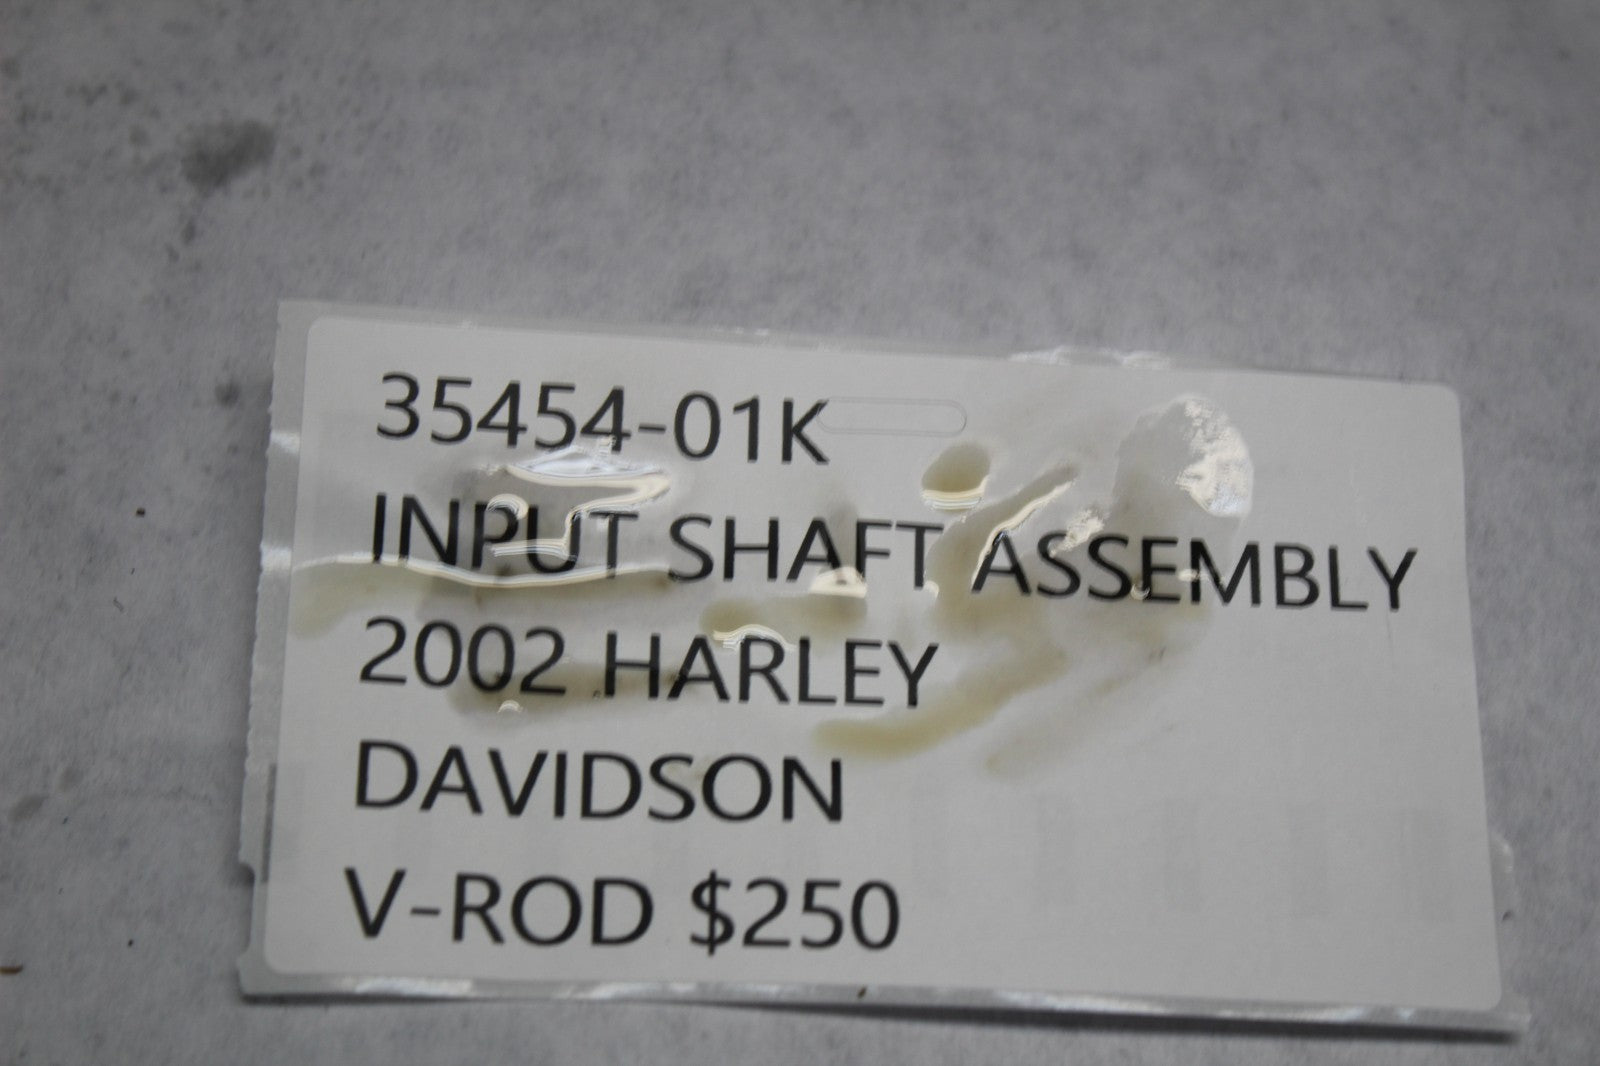 35454-01K
INPUT SHAFT ASSEMBLY
2002 HARLEY
DAVIDSON
V-ROD $250